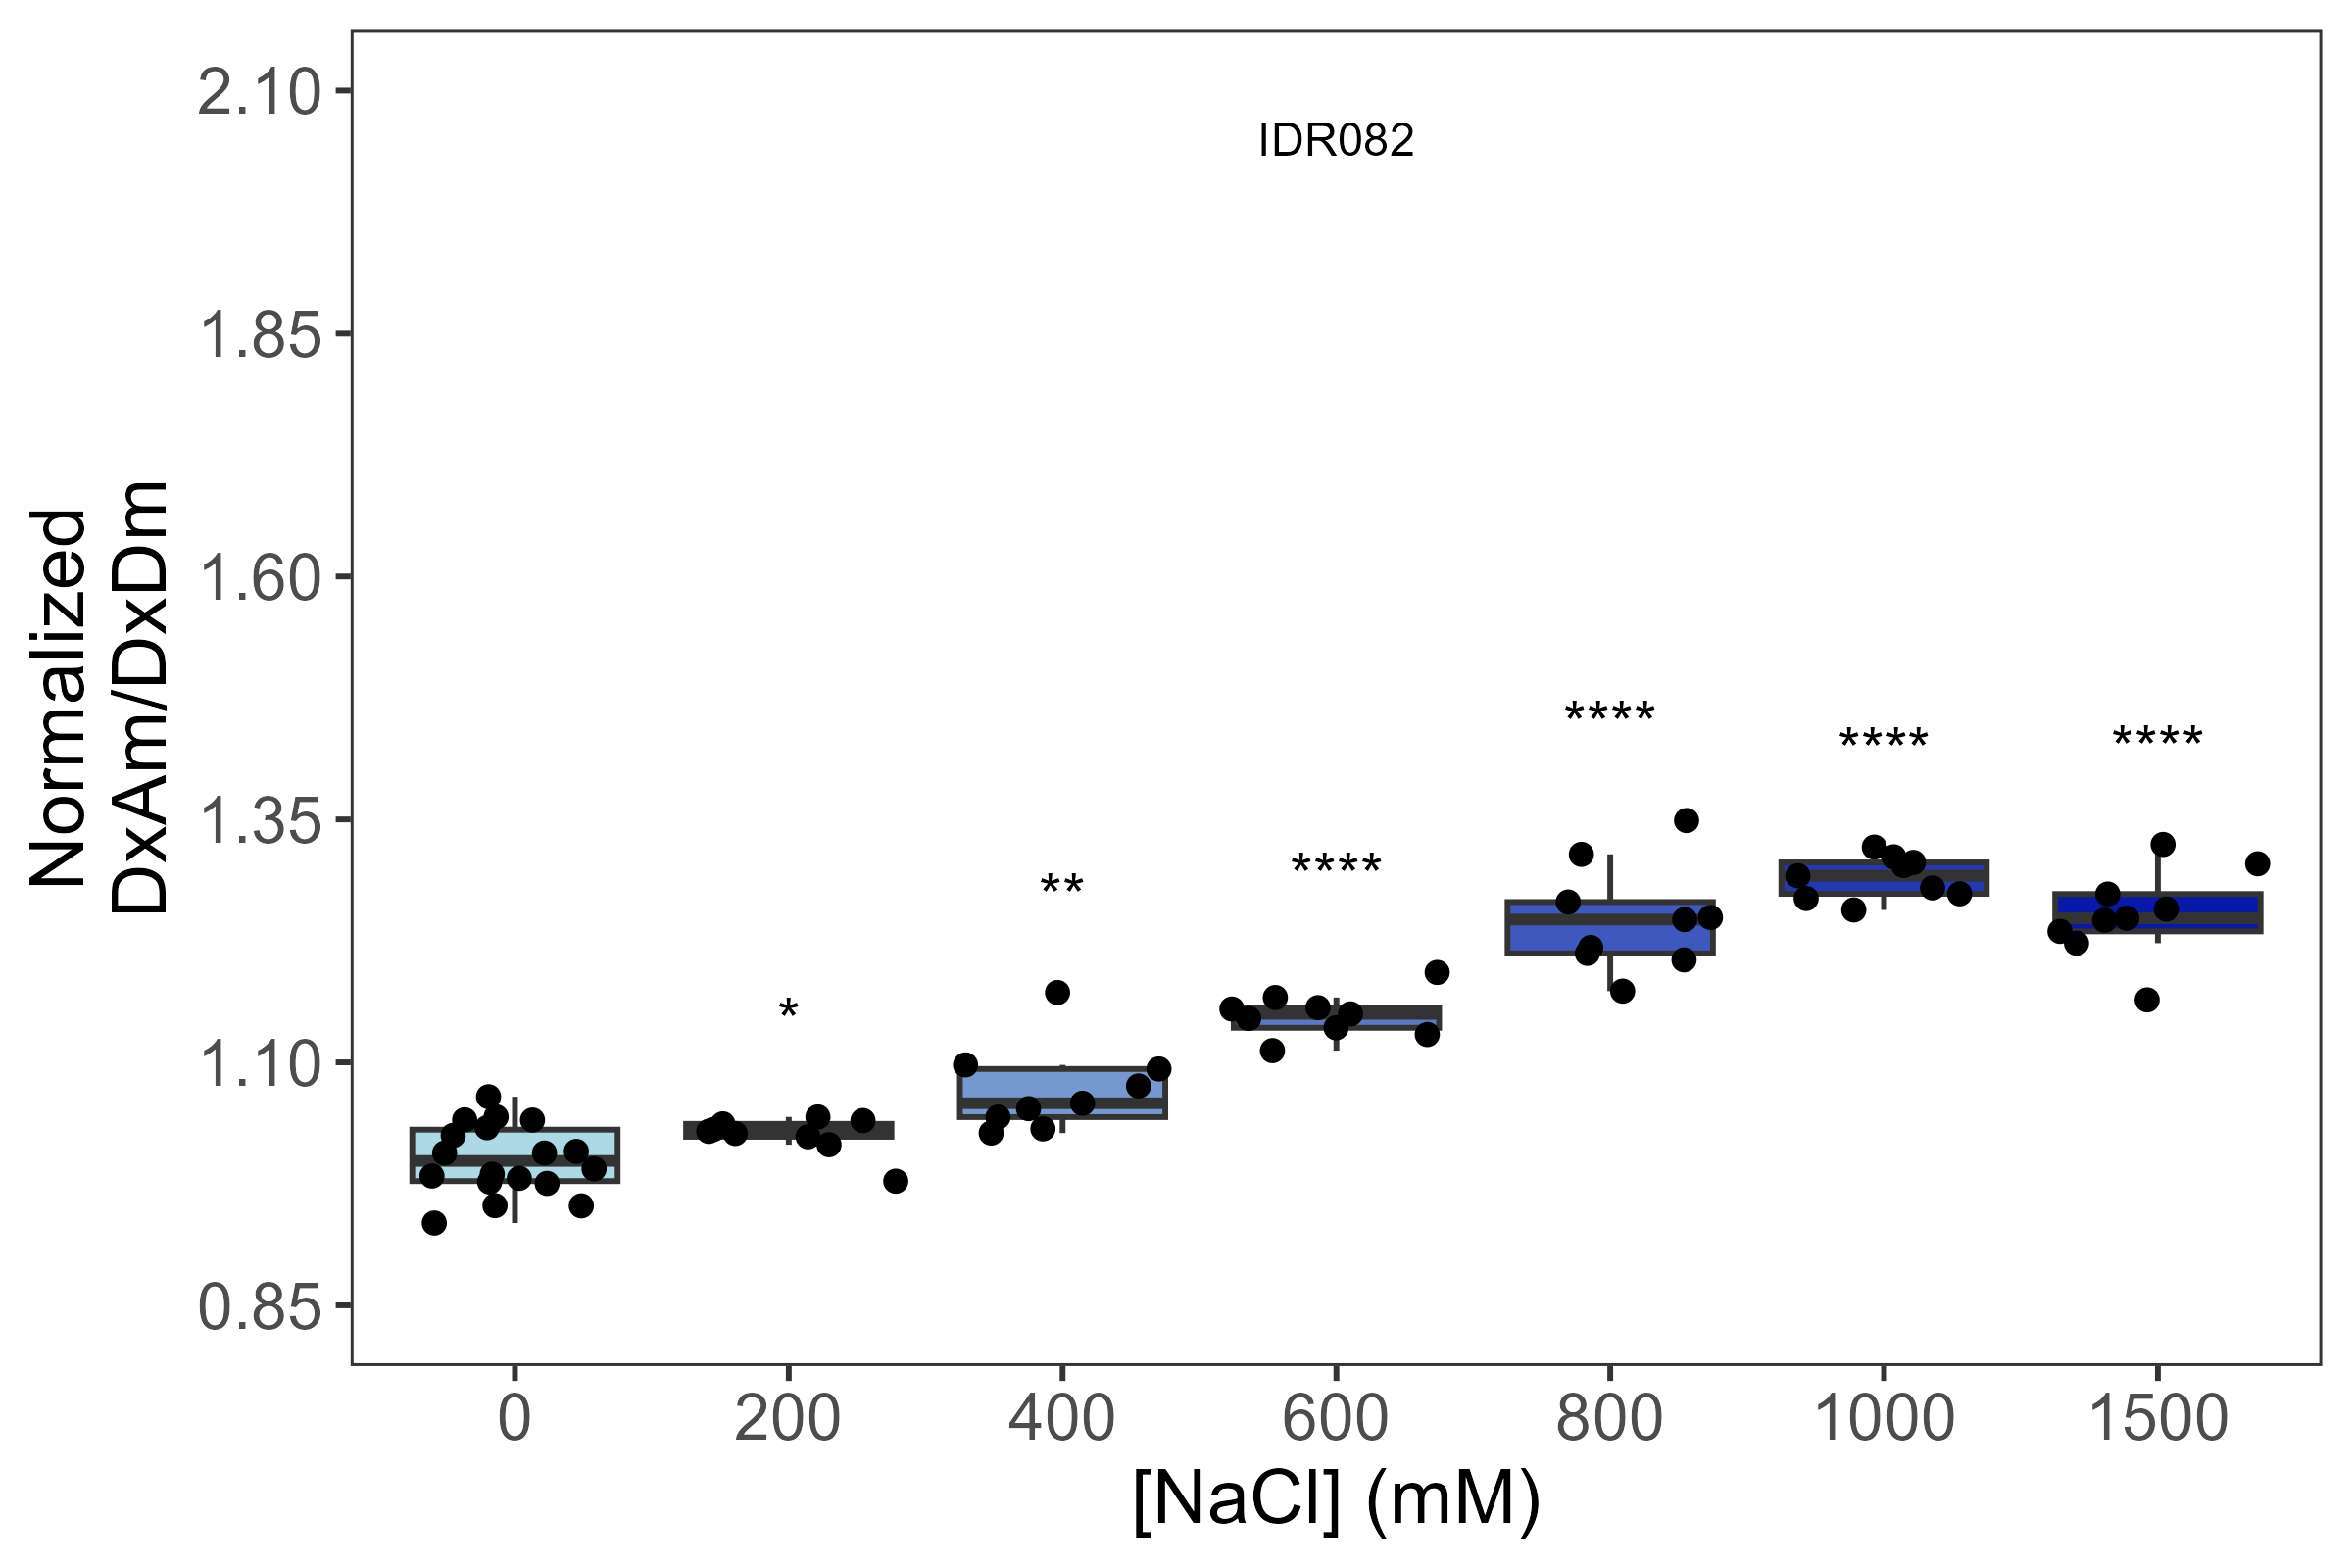 IDR082
Normalized
DxAm/DxDm
2.10
1.85
1.60
1.35
1.10
0.85
*
**
****
****
****
****
0 200 400 600 800 1000 1500
[NaCl] (mM)